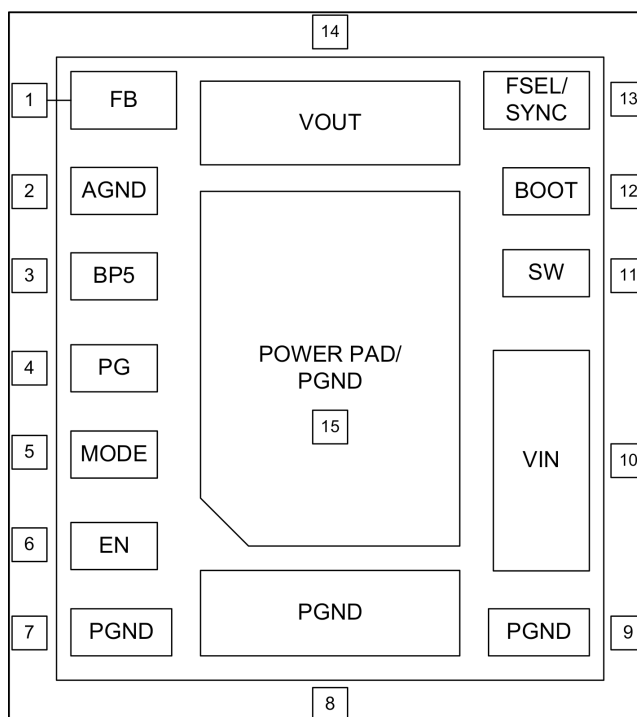 14
1
FB
VOUT
FSEL/
SYNC
13
2
AGND
BOOT
12
3
BP5
SW
11
4
PG
POWER PAD/
PGND
15
5
MODE
VIN
10
6
EN
7
PGND
PGND
PGND
9
8